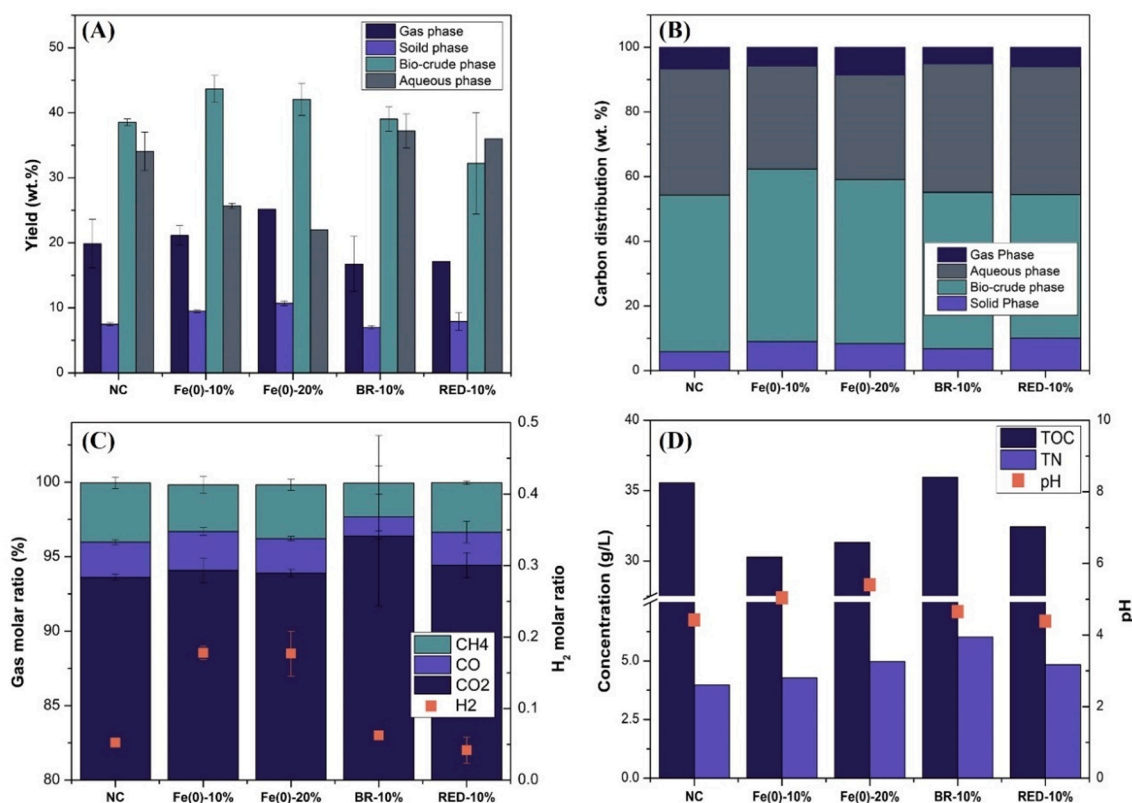 (A)
Gas phase
Soild phase
Bio-crude phase
Aqueous phase
Yield (wt.%)
50
40
30
20
10
0
NC
Fe(0)-10%
Fe(0)-20%
BR-10%
RED-10%
(B)
Carbon distribution (wt. %)
100
80
60
40
20
0
Gas Phase
Aqueous phase
Bio-crude phase
Solid Phase
NC
Fe(0)-10%
Fe(0)-20%
BR-10%
RED-10%
(C)
Gas molar ratio (%)
100
95
90
85
80
0.5
0.4
0.3
0.2
0.1
0.0
H2 molar ratio
CH4
CO
CO2
H2
NC
Fe(0)-10%
Fe(0)-20%
BR-10%
RED-10%
(D)
Concentration (g/L)
40
35
30
5.0
2.5
0.0
TOC
TN
pH
10
8
6
4
2
0
pH
NC
Fe(0)-10%
Fe(0)-20%
BR-10%
RED-10%